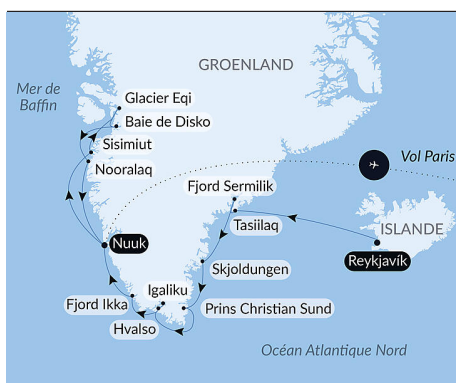 GROENLAND
Mer de
Baffin
Glacier Eqi
Baie de Disko
Sisimiut
Nooralaq
Vol Paris
Fjord Sermilik
ISLANDE
Tasiilaq
Nuuk
Reykjavík
Skjoldungen
Igaliku
Fjord Ikka
Prins Christian Sund
Hvalso
Océan Atlantique Nord